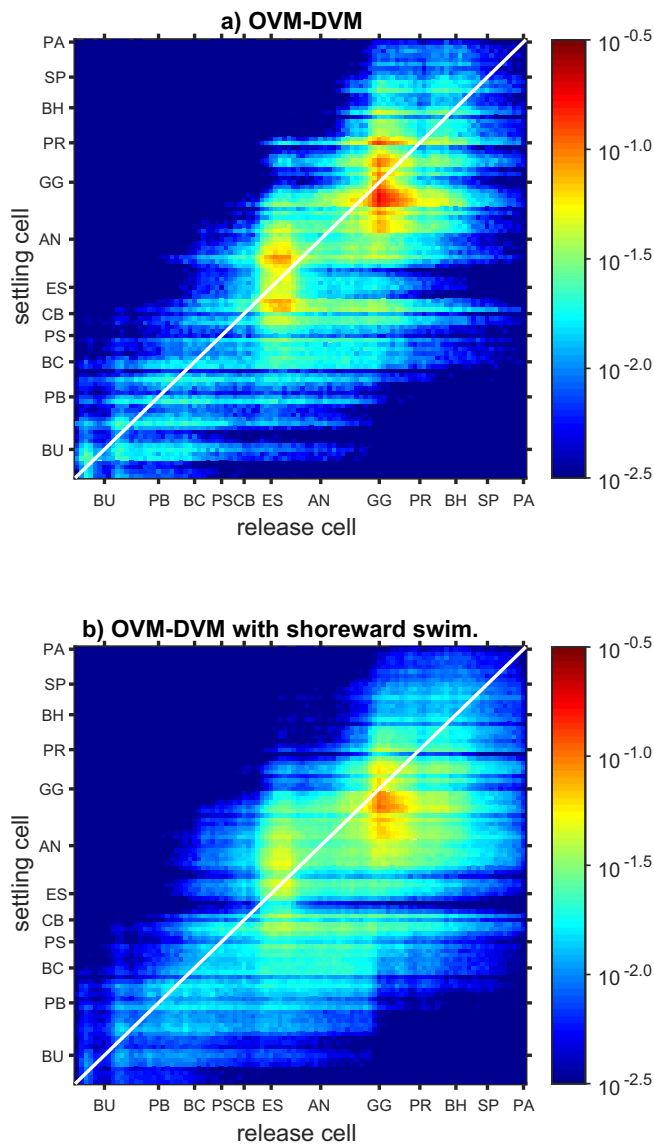 a) OVM-DVM
PA
SP
BH
PR
GG
AN
ES
CB
PS
BC
PB
BU
settling cell
BU PB BC PSCB ES AN GG PR BH SP PA
release cell
10^-0.5
10^-1.0
10^-1.5
10^-2.0
10^-2.5
b) OVM-DVM with shoreward swim.
PA
SP
BH
PR
GG
AN
ES
CB
PS
BC
PB
BU
settling cell
BU PB BC PSCB ES AN GG PR BH SP PA
release cell
10^-0.5
10^-1.0
10^-1.5
10^-2.0
10^-2.5